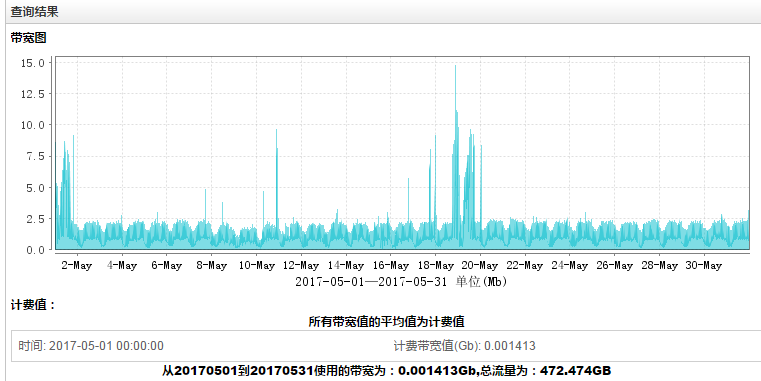 查询结果
带宽图
15.0
12.5
10.0
7.5
5.0
2.5
0.0
2-May 4-May 6-May 8-May 10-May 12-May 14-May 16-May 18-May 20-May 22-May 24-May 26-May 28-May 30-May
2017-05-01—2017-05-31 单位(Mb)
计费值：
所有带宽值的平均值为计费值
时间: 2017-05-01 00:00:00 计费带宽值(Gb): 0.001413
从20170501到20170531使用的带宽为：0.001413Gb,总流量为：472.474GB